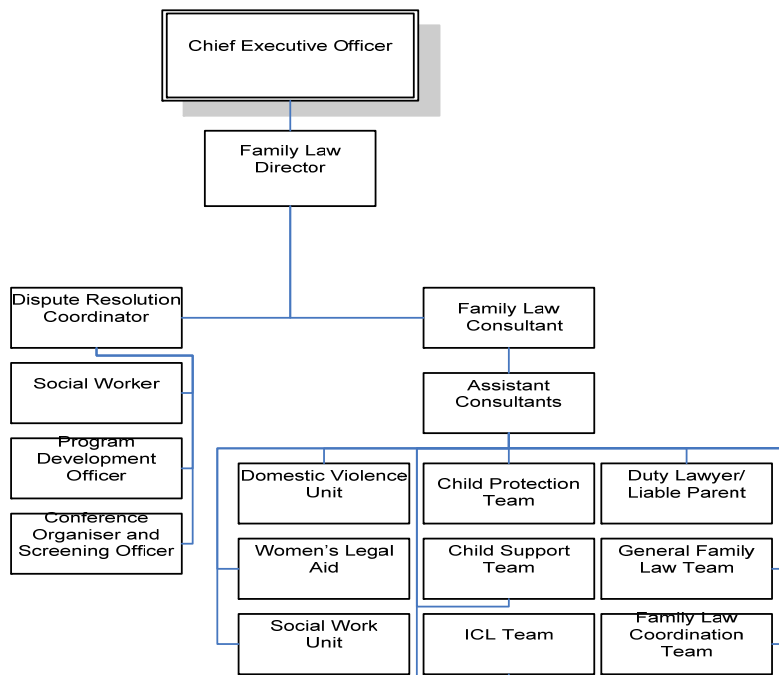 Chief Executive Officer
Family Law
Director
Dispute Resolution
Coordinator
Social Worker
Program
Development
Officer
Conference
Organiser and
Screening Officer
Family Law
Consultant
Assistant
Consultants
Domestic Violence
Unit
Child Protection
Team
Duty Lawyer/
Liable Parent
Women’s Legal
Aid
Child Support
Team
General Family
Law Team
Social Work
Unit
ICL Team
Family Law
Coordination
Team